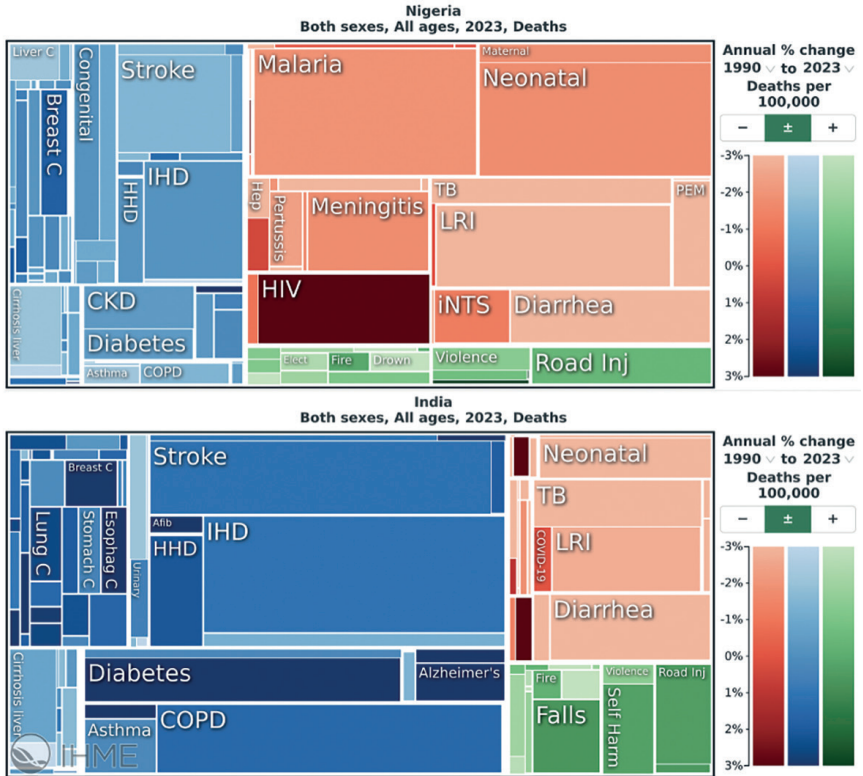 Nigeria
Both sexes, All ages, 2023, Deaths
Liver C
Congenital
Breast C
Stroke
HHD
IHD
Malaria
Maternal
Neonatal
Hep
Pertussis
Meningitis
TB
PEM
LRI
HIV
iNTS
Diarrhea
Cirrhosis liver
CKD
Diabetes
Asthma
COPD
Elect
Fire
Drown
Violence
Road Inj
Annual % change
1990 to 2023
Deaths per
100,000
− ± +
-3%
-2%
-1%
0%
1%
2%
3%
India
Both sexes, All ages, 2023, Deaths
Breast C
Lung C
Stomach C
Esophag C
Urinary
Stroke
Afib
HHD
IHD
Neonatal
TB
COVID-19
LRI
Diarrhea
Cirrhosis liver
Diabetes
Alzheimer's
Asthma
COPD
Fire
Falls
Violence
Self Harm
Road Inj
Annual % change
1990 to 2023
Deaths per
100,000
− ± +
-3%
-2%
-1%
0%
1%
2%
3%
IHME